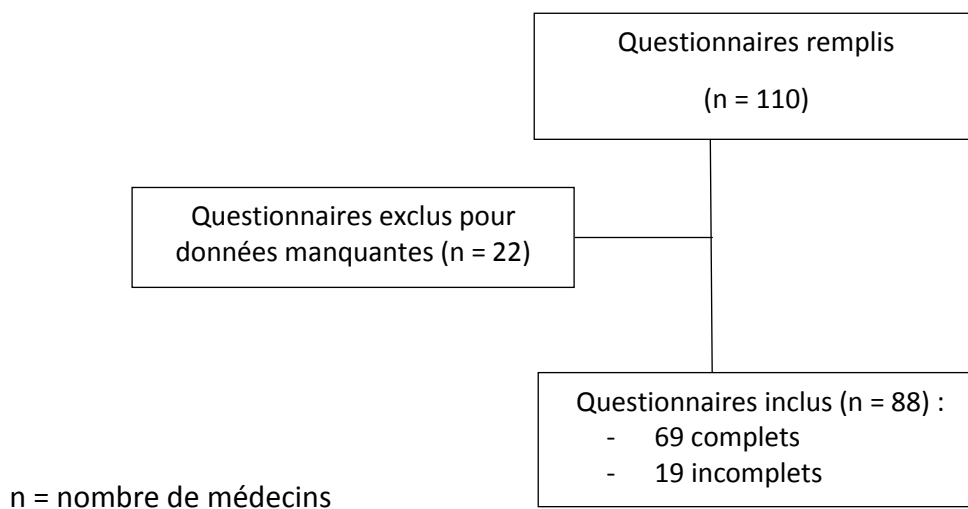 Questionnaires remplis
(n = 110)
Questionnaires exclus pour
données manquantes (n = 22)
Questionnaires inclus (n = 88) :
- 69 complets
- 19 incomplets
n = nombre de médecins